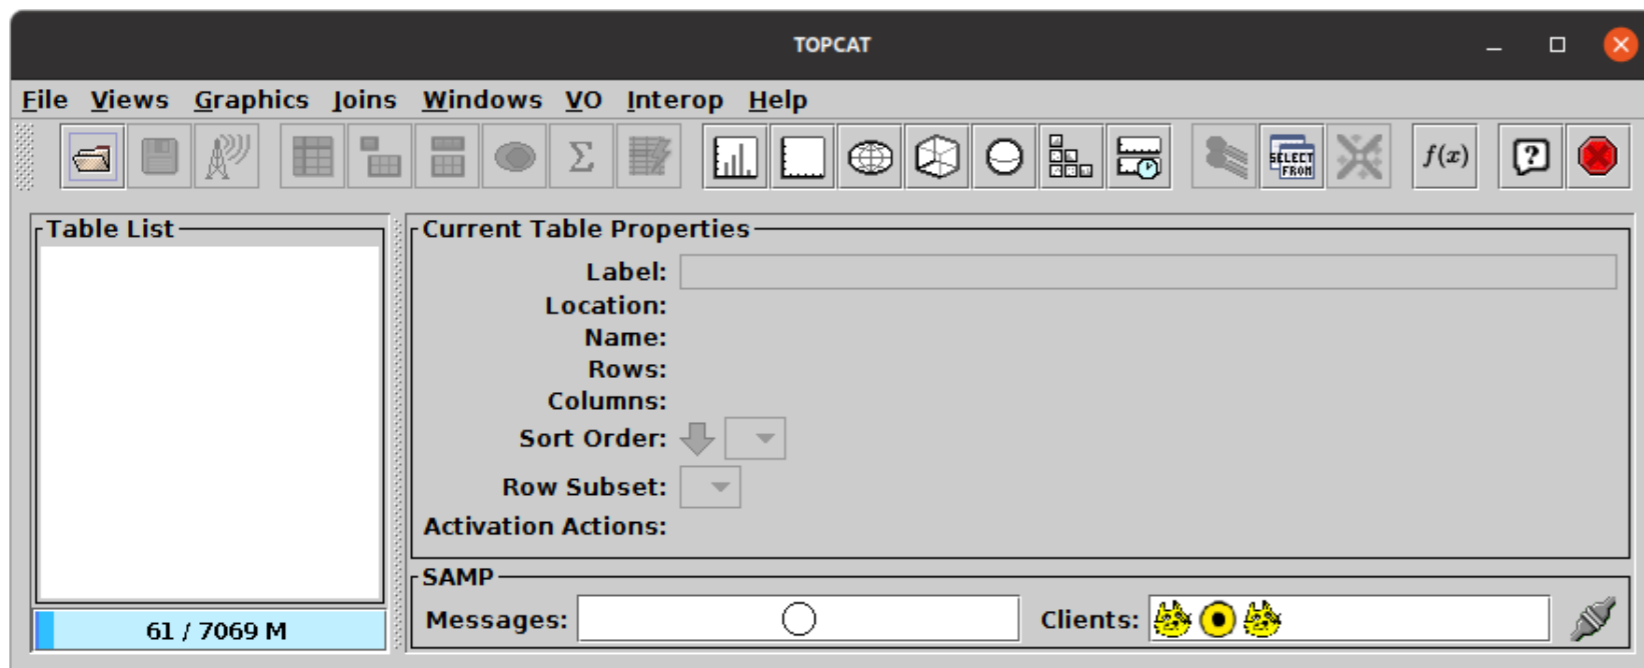 TOPCAT
File Views Graphics Joins Windows VO Interop Help
Σ SELECT FROM f(x) ?
Table List
Current Table Properties
Label:
Location:
Name:
Rows:
Columns:
Sort Order:
Row Subset:
Activation Actions:
SAMP
61 / 7069 M
Messages: Clients: